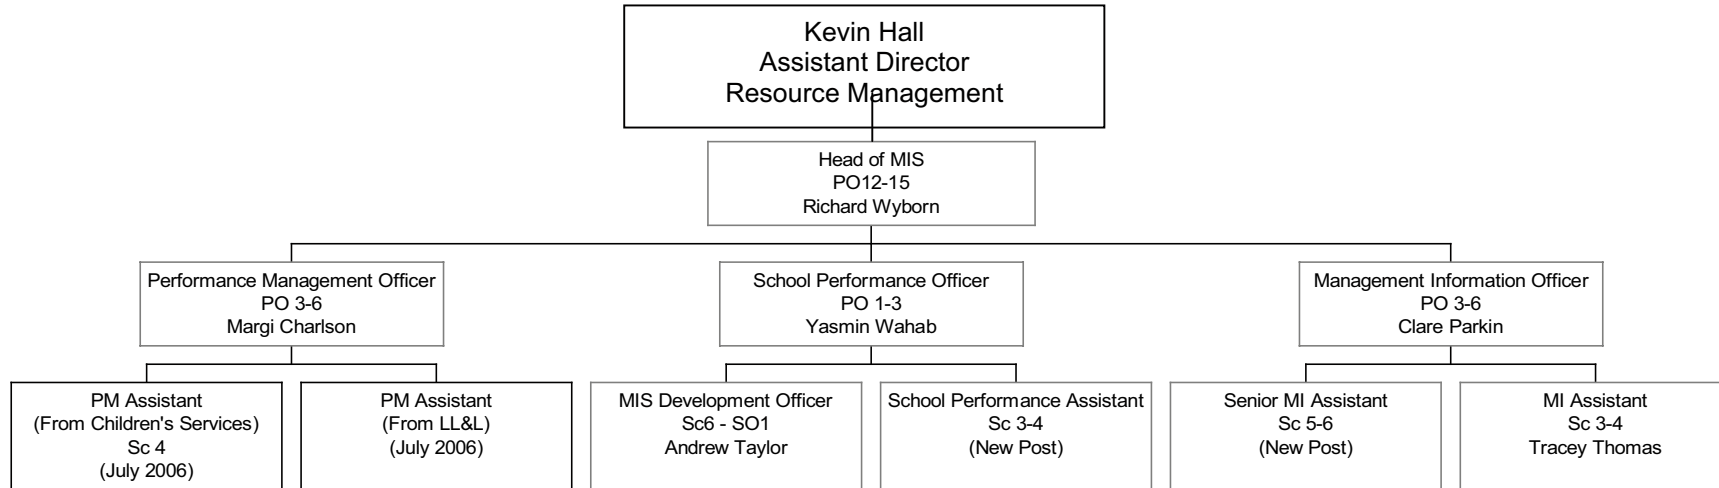 Kevin Hall
Assistant Director
Resource Management
Head of MIS
PO12-15
Richard Wyborn
Performance Management Officer
PO 3-6
Margi Charlson
School Performance Officer
PO 1-3
Yasmin Wahab
Management Information Officer
PO 3-6
Clare Parkin
PM Assistant
(From Children's Services)
Sc 4
(July 2006)
PM Assistant
(From LL&L)
(July 2006)
MIS Development Officer
Sc6 - SO1
Andrew Taylor
School Performance Assistant
Sc 3-4
(New Post)
Senior MI Assistant
Sc 5-6
(New Post)
MI Assistant
Sc 3-4
Tracey Thomas